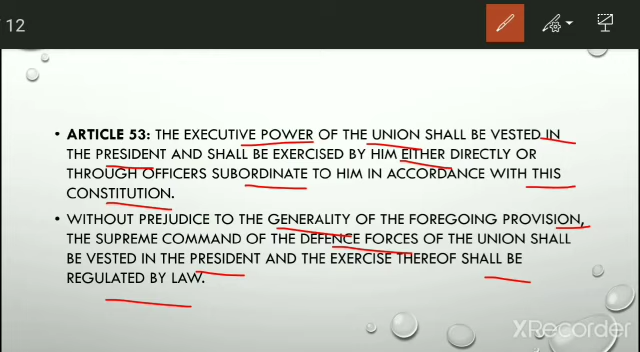 12
• ARTICLE 53: THE EXECUTIVE POWER OF THE UNION SHALL BE VESTED IN
THE PRESIDENT AND SHALL BE EXERCISED BY HIM EITHER DIRECTLY OR
THROUGH OFFICERS SUBORDINATE TO HIM IN ACCORDANCE WITH THIS
CONSTITUTION.
• WITHOUT PREJUDICE TO THE GENERALITY OF THE FOREGOING PROVISION,
THE SUPREME COMMAND OF THE DEFENCE FORCES OF THE UNION SHALL
BE VESTED IN THE PRESIDENT AND THE EXERCISE THEREOF SHALL BE
REGULATED BY LAW.
XRecorder